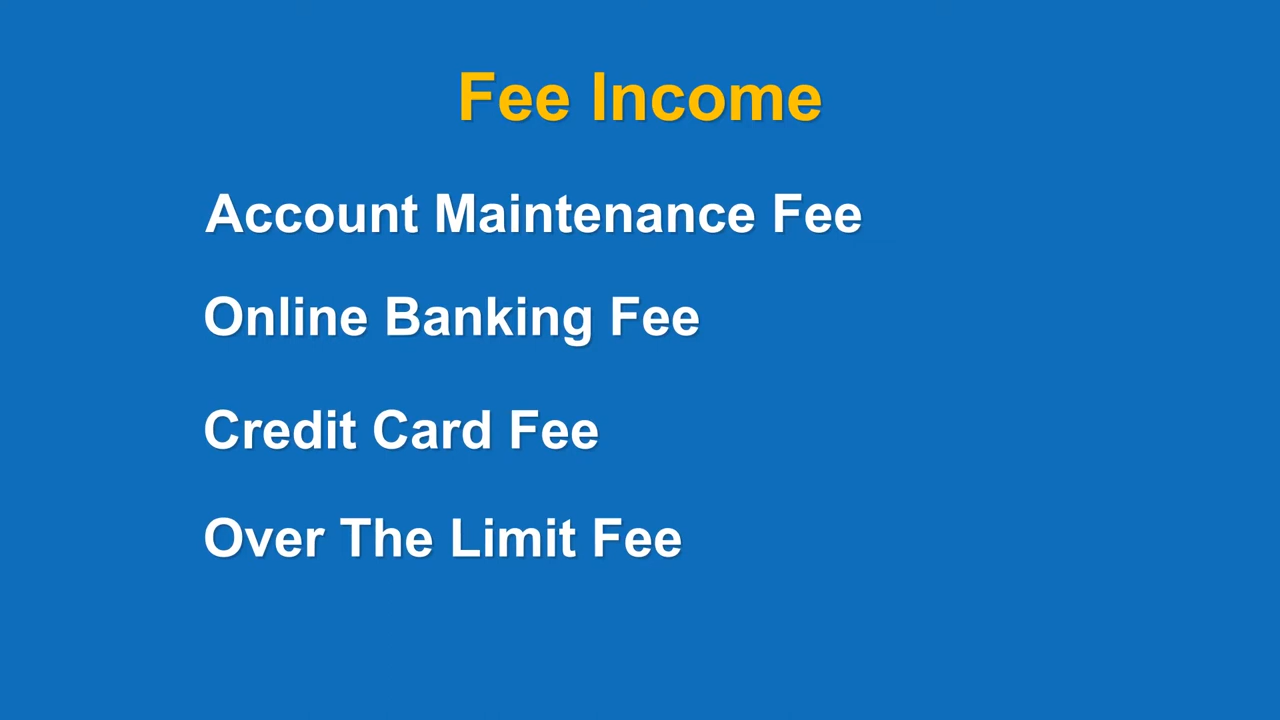 Fee Income
Account Maintenance Fee
Online Banking Fee
Credit Card Fee
Over The Limit Fee